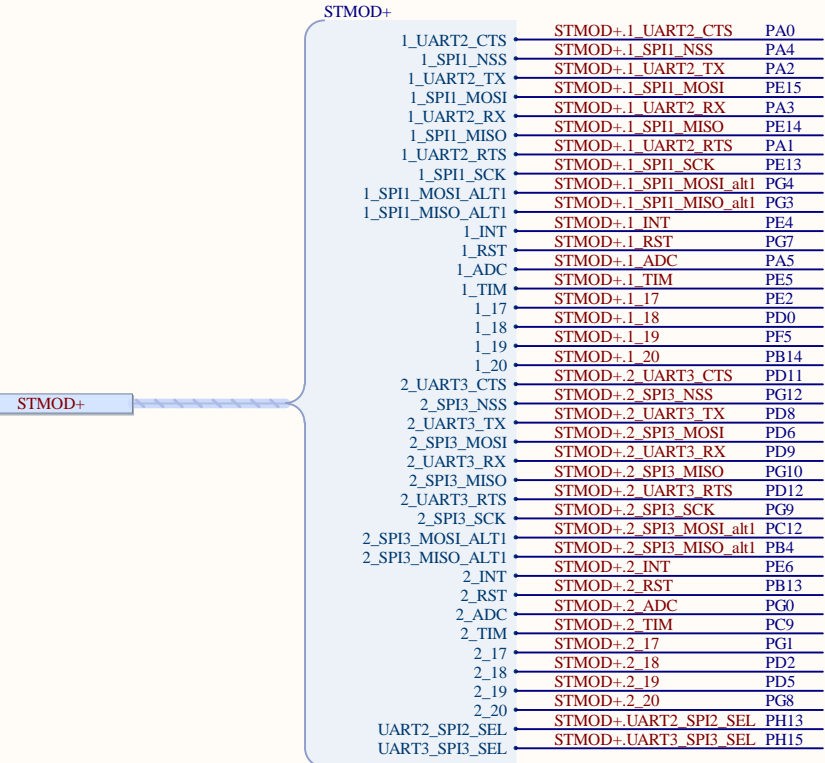 STMOD+
1_UART2_CTS STMOD+.1_UART2_CTS PA0
1_SPI1_NSS STMOD+.1_SPI1_NSS PA4
1_UART2_TX STMOD+.1_UART2_TX PA2
1_SPI1_MOSI STMOD+.1_SPI1_MOSI PE15
1_UART2_RX STMOD+.1_UART2_RX PA3
1_SPI1_MISO STMOD+.1_SPI1_MISO PE14
1_UART2_RTS STMOD+.1_UART2_RTS PA1
1_SPI1_SCK STMOD+.1_SPI1_SCK PE13
1_SPI1_MOSI_ALT1 STMOD+.1_SPI1_MOSI_alt1 PG4
1_SPI1_MISO_ALT1 STMOD+.1_SPI1_MISO_alt1 PG3
1_INT STMOD+.1_INT PE4
1_RST STMOD+.1_RST PG7
1_ADC STMOD+.1_ADC PA5
1_TIM STMOD+.1_TIM PE5
1_17 STMOD+.1_17 PE2
1_18 STMOD+.1_18 PD0
1_19 STMOD+.1_19 PF5
1_20 STMOD+.1_20 PB14
2_UART3_CTS STMOD+.2_UART3_CTS PD11
STMOD+ 2_SPI3_NSS STMOD+.2_SPI3_NSS PG12
2_UART3_TX STMOD+.2_UART3_TX PD8
2_SPI3_MOSI STMOD+.2_SPI3_MOSI PD6
2_UART3_RX STMOD+.2_UART3_RX PD9
2_SPI3_MISO STMOD+.2_SPI3_MISO PG10
2_UART3_RTS STMOD+.2_UART3_RTS PD12
2_SPI3_SCK STMOD+.2_SPI3_SCK PG9
2_SPI3_MOSI_ALT1 STMOD+.2_SPI3_MOSI_alt1 PC12
2_SPI3_MISO_ALT1 STMOD+.2_SPI3_MISO_alt1 PB4
2_INT STMOD+.2_INT PE6
2_RST STMOD+.2_RST PB13
2_ADC STMOD+.2_ADC PG0
2_TIM STMOD+.2_TIM PC9
2_17 STMOD+.2_17 PG1
2_18 STMOD+.2_18 PD2
2_19 STMOD+.2_19 PD5
2_20 STMOD+.2_20 PG8
UART2_SPI2_SEL STMOD+.UART2_SPI2_SEL PH13
UART3_SPI3_SEL STMOD+.UART3_SPI3_SEL PH15